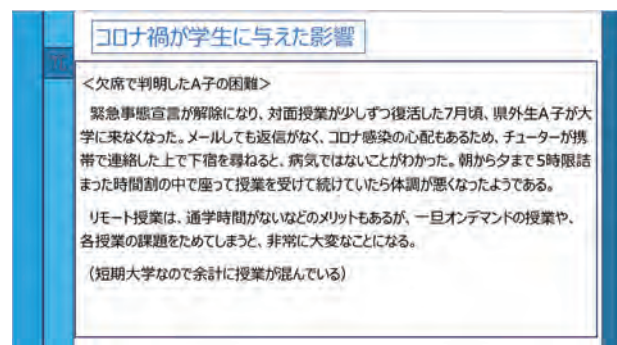 コロナ禍が学生に与えた影響
＜欠席で判明したA子の困難＞
緊急事態宣言が解除になり、対面授業が少しずつ復活した7月頃、県外生A子が大
学に来なくなった。メールしても返信がなく、コロナ感染の心配もあるため、チューターが携
帯で連絡した上で下宿を尋ねると、病気ではないことがわかった。朝から夕まで5時限詰
まった時間割の中で座って授業を受けて続けていたら体調が悪くなったようである。
リモート授業は、通学時間がないなどのメリットもあるが、一旦オンデマンドの授業や、
各授業の課題をためてしまうと、非常に大変なことになる。
（短期大学なので余計に授業が混んでいる）